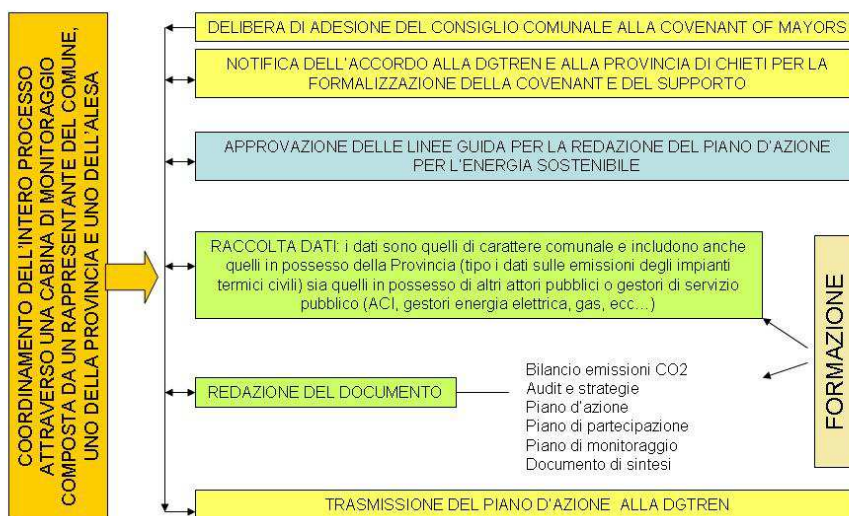 COORDINAMENTO DELL'INTERO PROCESSO
ATTRAVERSO UNA CABINA DI MONITORAGGIO
COMPOSTA DA UN RAPPRESENTANTE DEL COMUNE,
UNO DELLA PROVINCIA E UNO DELL'ALESA
DELIBERA DI ADESIONE DEL CONSIGLIO COMUNALE ALLA COVENANT OF MAYORS
NOTIFICA DELL'ACCORDO ALLA DGTREN E ALLA PROVINCIA DI CHIETI PER LA
FORMALIZZAZIONE DELLA COVENANT E DEL SUPPORTO
APPROVAZIONE DELLE LINEE GUIDA PER LA REDAZIONE DEL PIANO D'AZIONE
PER L'ENERGIA SOSTENIBILE
RACCOLTA DATI: i dati sono quelli di carattere comunale e includono anche
quelli in possesso della Provincia (tipo i dati sulle emissioni degli impianti
termici civili) sia quelli in possesso di altri attori pubblici o gestori di servizio
pubblico (ACI, gestori energia elettrica, gas, ecc...)
REDAZIONE DEL DOCUMENTO
Bilancio emissioni CO2
Audit e strategie
Piano d'azione
Piano di partecipazione
Piano di monitoraggio
Documento di sintesi
FORMAZIONE
TRASMISSIONE DEL PIANO D'AZIONE ALLA DGTREN